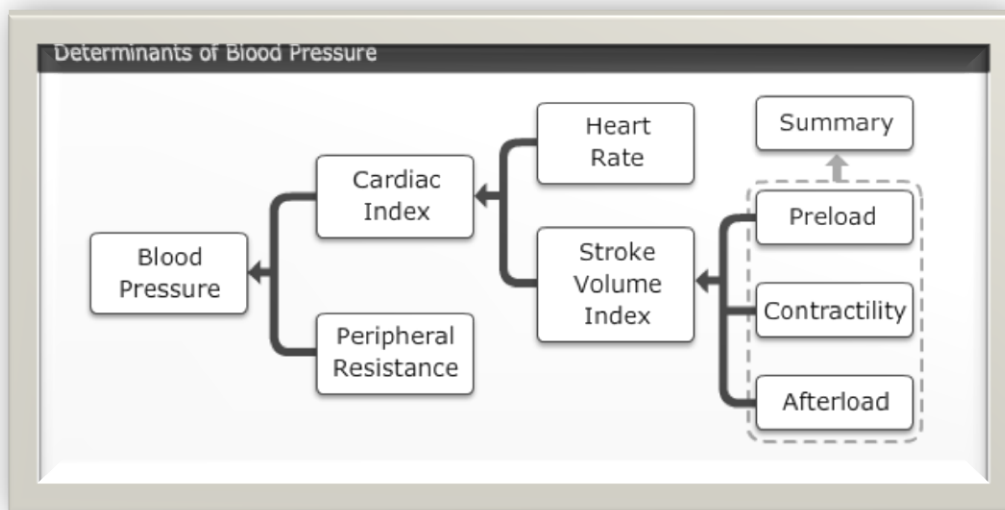 Determinants of Blood Pressure
Blood
Pressure
Cardiac
Index
Peripheral
Resistance
Heart
Rate
Stroke
Volume
Index
Summary
Preload
Contractility
Afterload